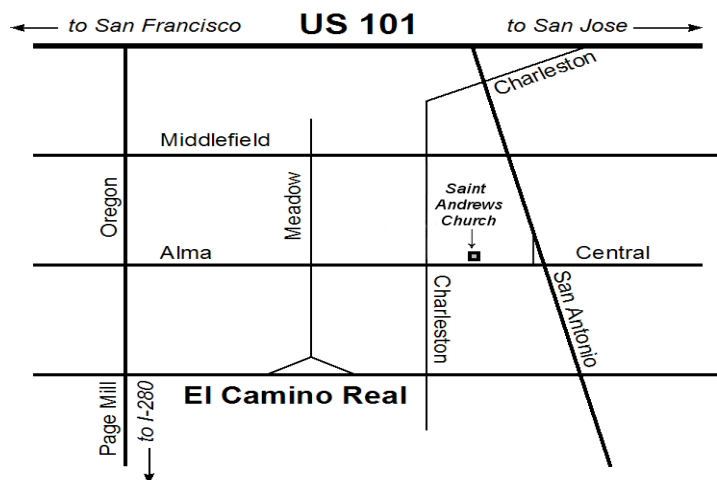 to San Francisco
US 101
to San Jose
Charleston
Middlefield
Oregon
Meadow
Saint
Andrews
Church
Alma
Central
Charleston
San Antonio
El Camino Real
Page Mill
to I-280